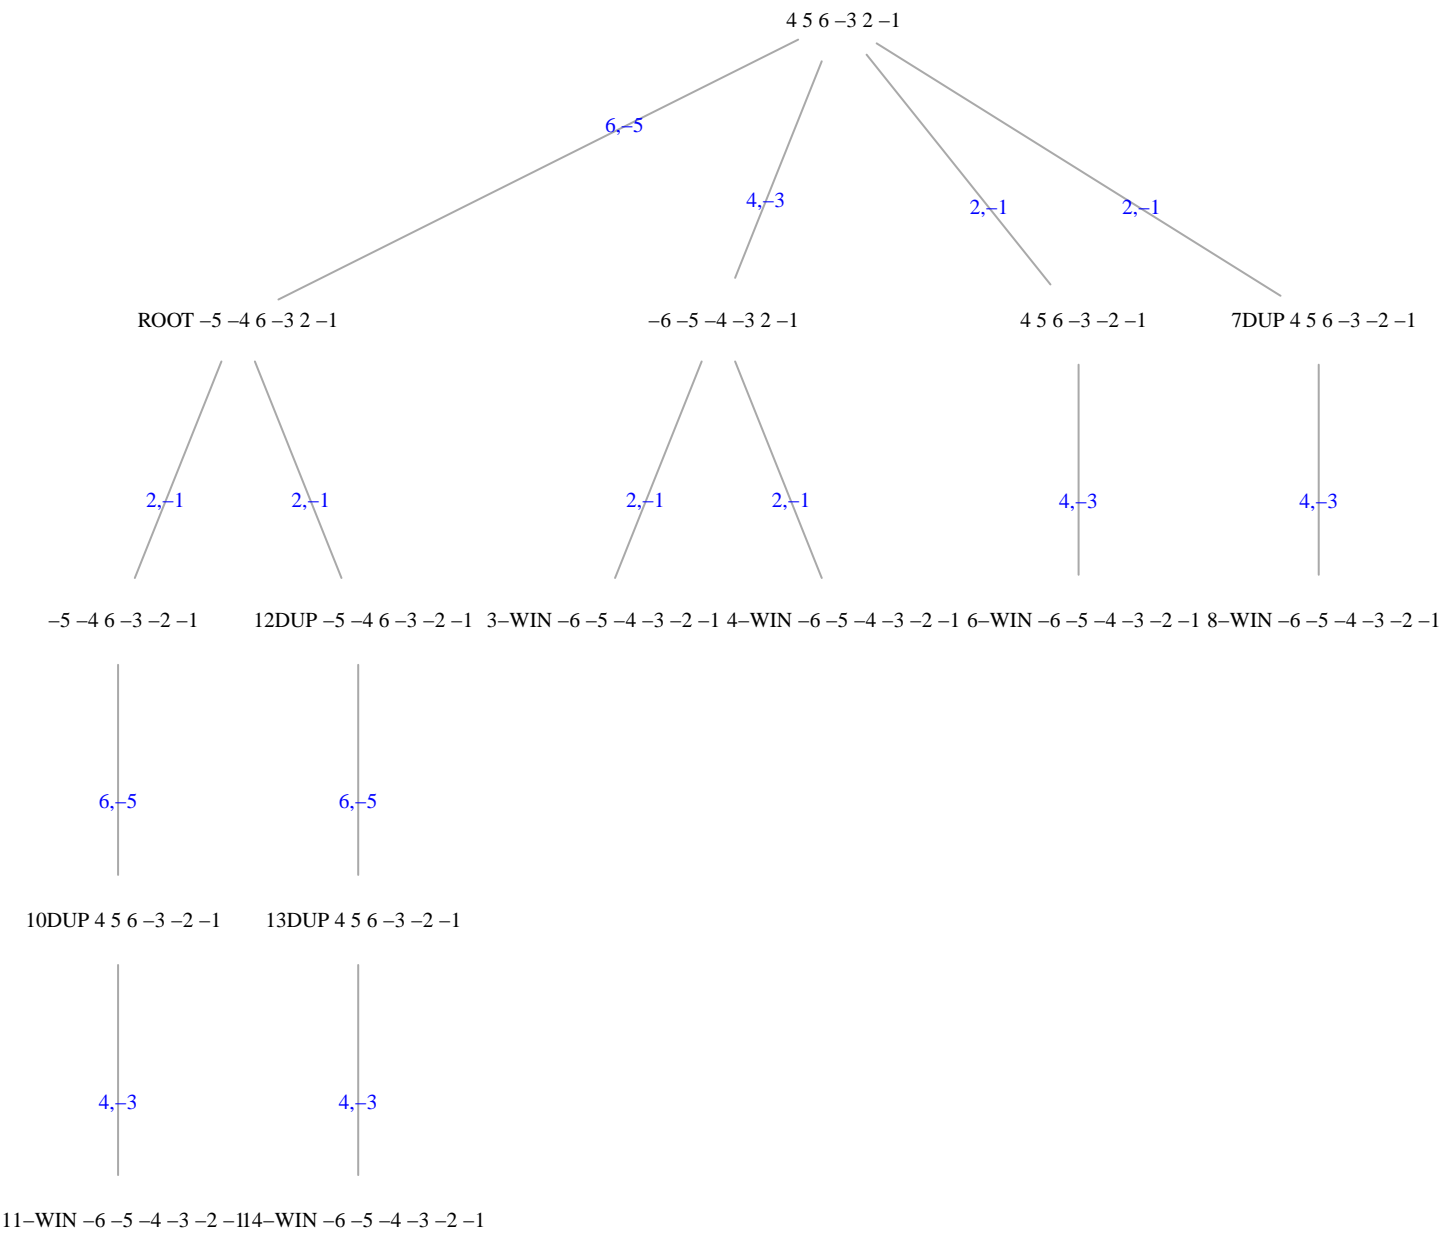 4 5 6 –3 2 –1
6,–5
4,–3
2,–1
2,–1
ROOT –5 –4 6 –3 2 –1
–6 –5 –4 –3 2 –1
4 5 6 –3 –2 –1
7DUP 4 5 6 –3 –2 –1
2,–1
2,–1
2,–1
2,–1
4,–3
4,–3
–5 –4 6 –3 –2 –1
12DUP –5 –4 6 –3 –2 –1
3–WIN –6 –5 –4 –3 –2 –1
4–WIN –6 –5 –4 –3 –2 –1
6–WIN –6 –5 –4 –3 –2 –1
8–WIN –6 –5 –4 –3 –2 –1
6,–5
6,–5
10DUP 4 5 6 –3 –2 –1
13DUP 4 5 6 –3 –2 –1
4,–3
4,–3
11–WIN –6 –5 –4 –3 –2 –1
14–WIN –6 –5 –4 –3 –2 –1